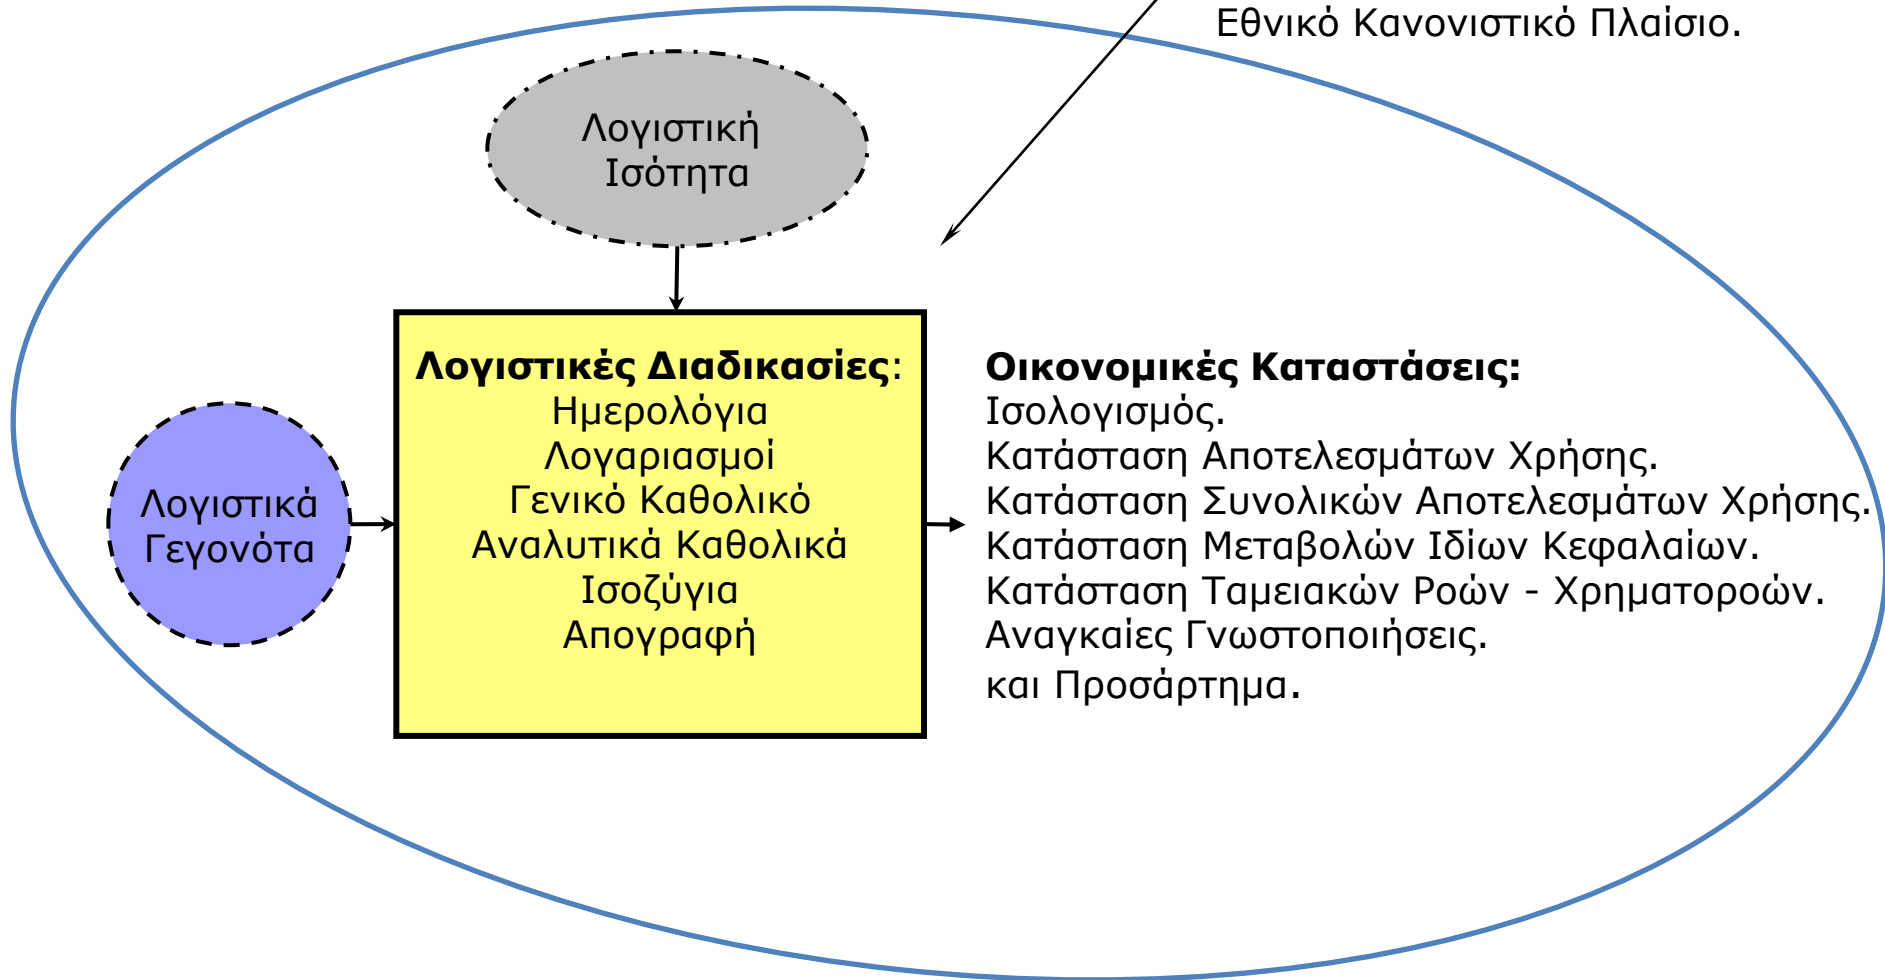 Εθνικό Κανονιστικό Πλαίσιο.
Λογιστική
Ισότητα
Λογιστικά
Γεγονότα
Λογιστικές Διαδικασίες:
Ημερολόγια
Λογαριασμοί
Γενικό Καθολικό
Αναλυτικά Καθολικά
Ισοζύγια
Απογραφή
Οικονομικές Καταστάσεις:
Ισολογισμός.
Κατάσταση Αποτελεσμάτων Χρήσης.
Κατάσταση Συνολικών Αποτελεσμάτων Χρήσης.
Κατάσταση Μεταβολών Ιδίων Κεφαλαίων.
Κατάσταση Ταμειακών Ροών - Χρηματοροών.
Αναγκαίες Γνωστοποιήσεις.
και Προσάρτημα.